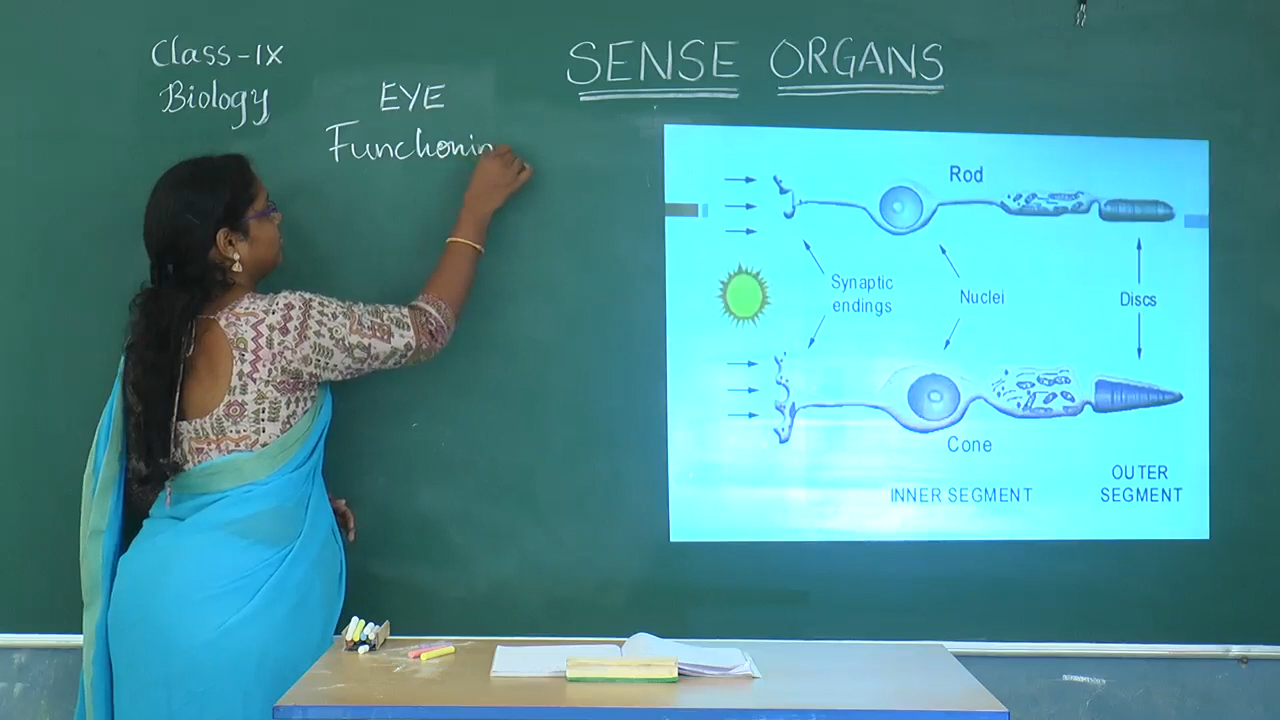 Class-IX
Biology
EYE
Functionin
SENSE ORGANS
Rod
Synaptic
endings
Nuclei
Discs
Cone
INNER SEGMENT
OUTER
SEGMENT